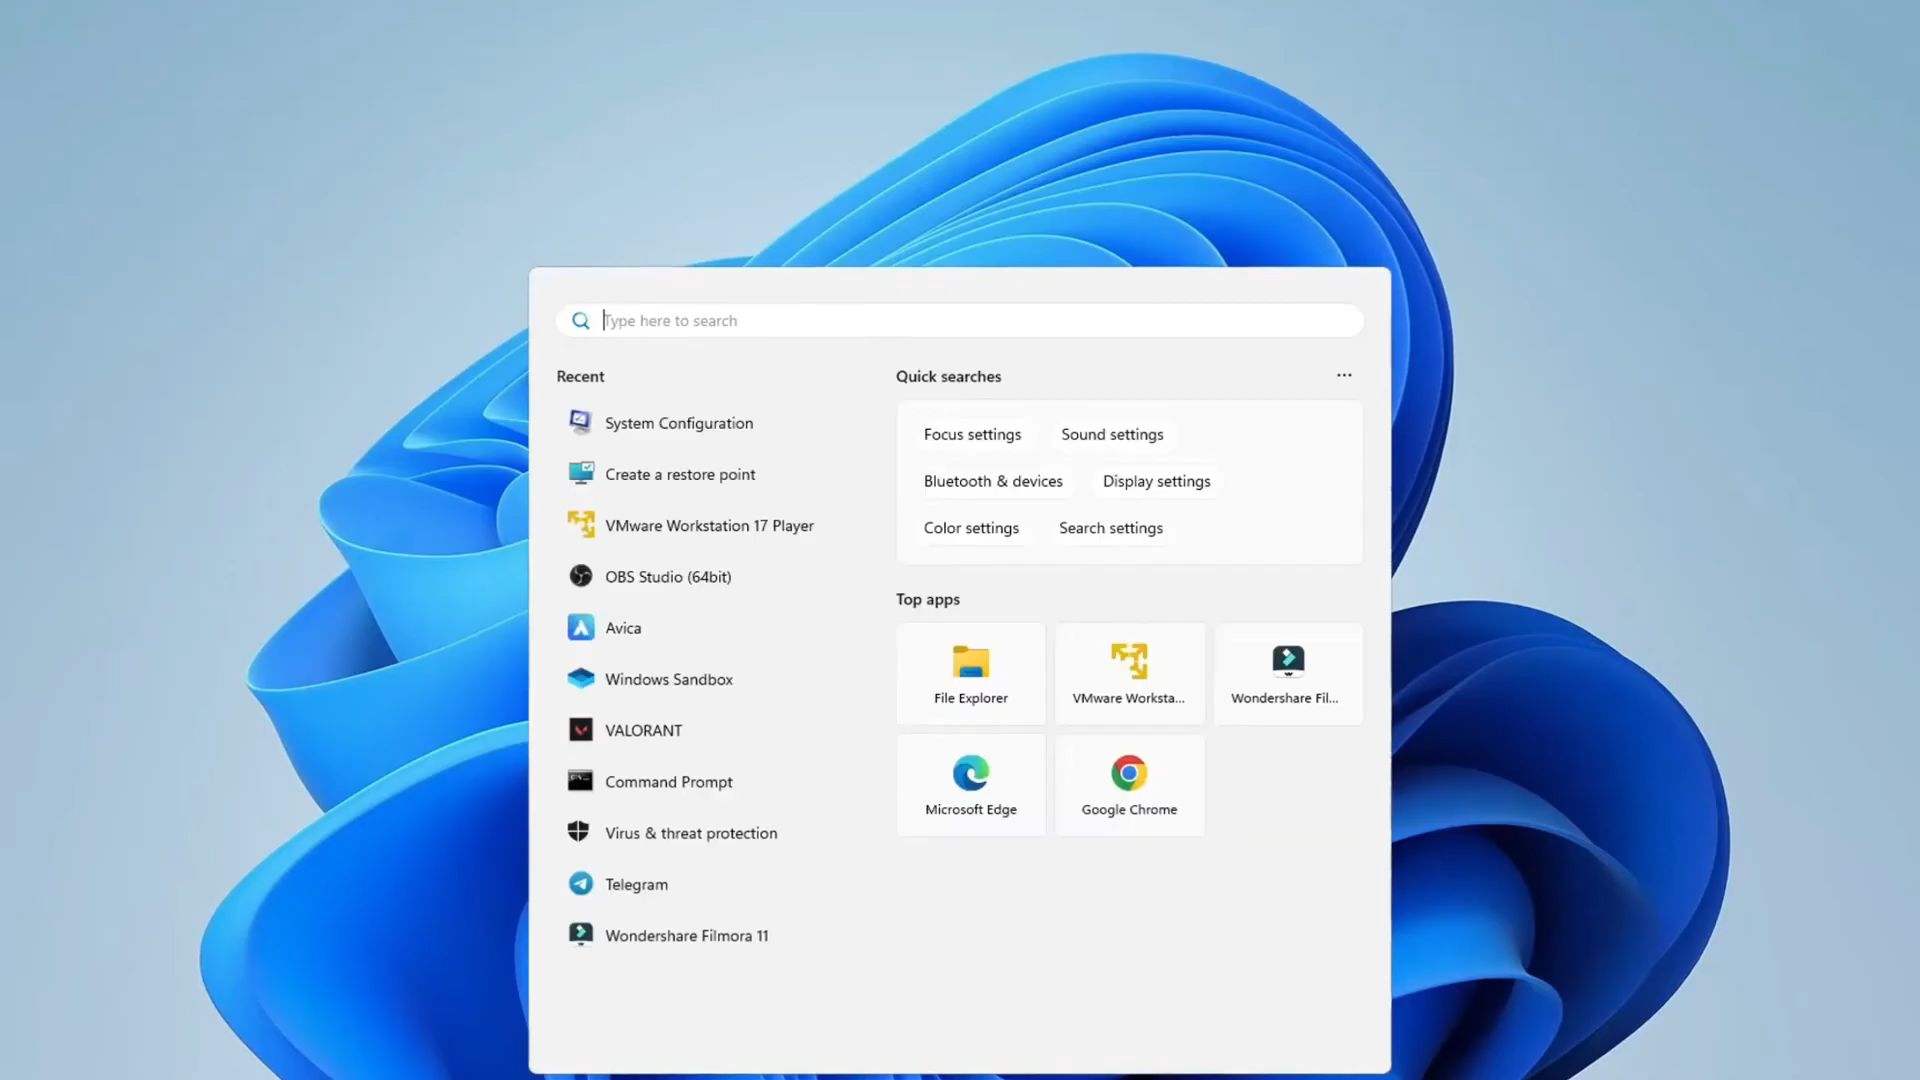 Type here to search
Recent
System Configuration
Create a restore point
VMware Workstation 17 Player
OBS Studio (64bit)
Avica
Windows Sandbox
VALORANT
Command Prompt
Virus & threat protection
Telegram
Wondershare Filmora 11
Quick searches
Focus settings Sound settings
Bluetooth & devices Display settings
Color settings Search settings
Top apps
File Explorer VMware Worksta... Wondershare Fil...
Microsoft Edge Google Chrome